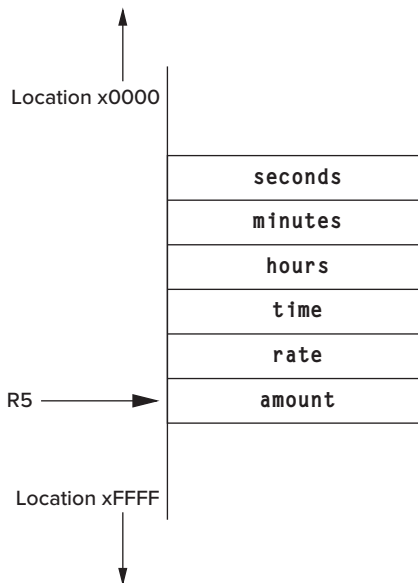 Location x0000
seconds
minutes
hours
time
rate
R5
amount
Location xFFFF